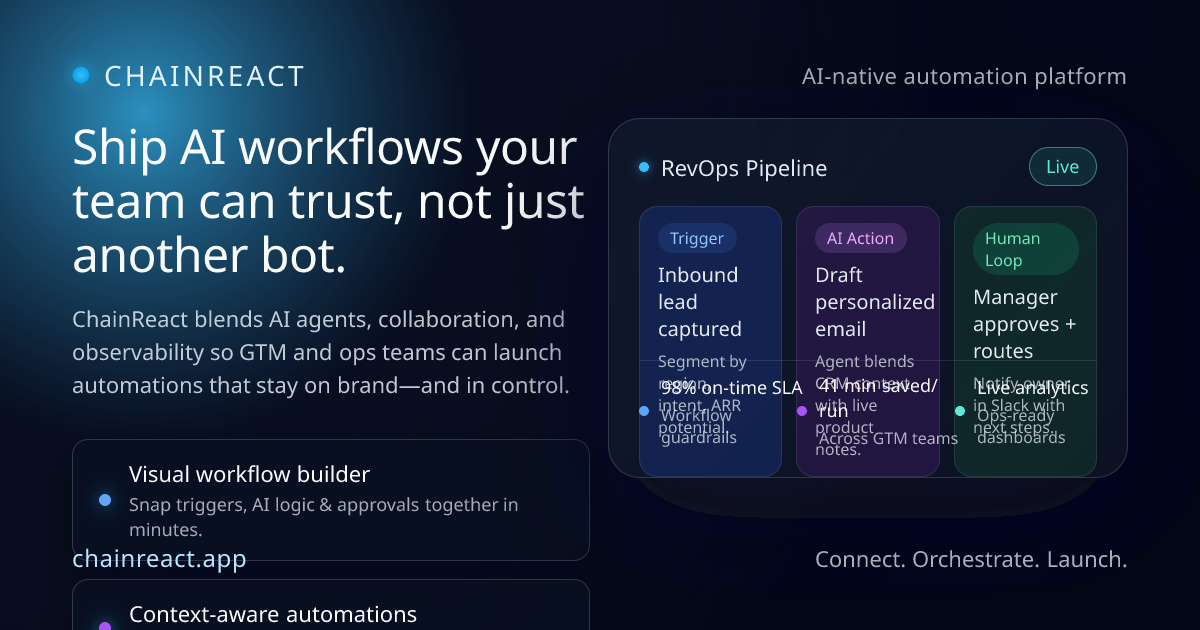 CHAINREACT
AI-native automation platform
Ship AI workflows your
team can trust, not just
another bot.
ChainReact blends AI agents, collaboration, and
observability so GTM and ops teams can launch
automations that stay on brand—and in control.
Visual workflow builder
Snap triggers, AI logic & approvals together in
minutes.
chainreact.app
Context-aware automations
RevOps Pipeline
Live
Trigger
Inbound
lead
captured
Segment by
region,
intent, ARR
potential.
AI Action
Draft
personalized
email
Agent blends
CRM context
with live
product
notes.
Human
Loop
Manager
approves +
routes
Notify owner
in Slack with
next steps.
98% on-time SLA
Workflow
guardrails
41 min saved/
run
Across GTM teams
Live analytics
Ops-ready
dashboards
Connect. Orchestrate. Launch.